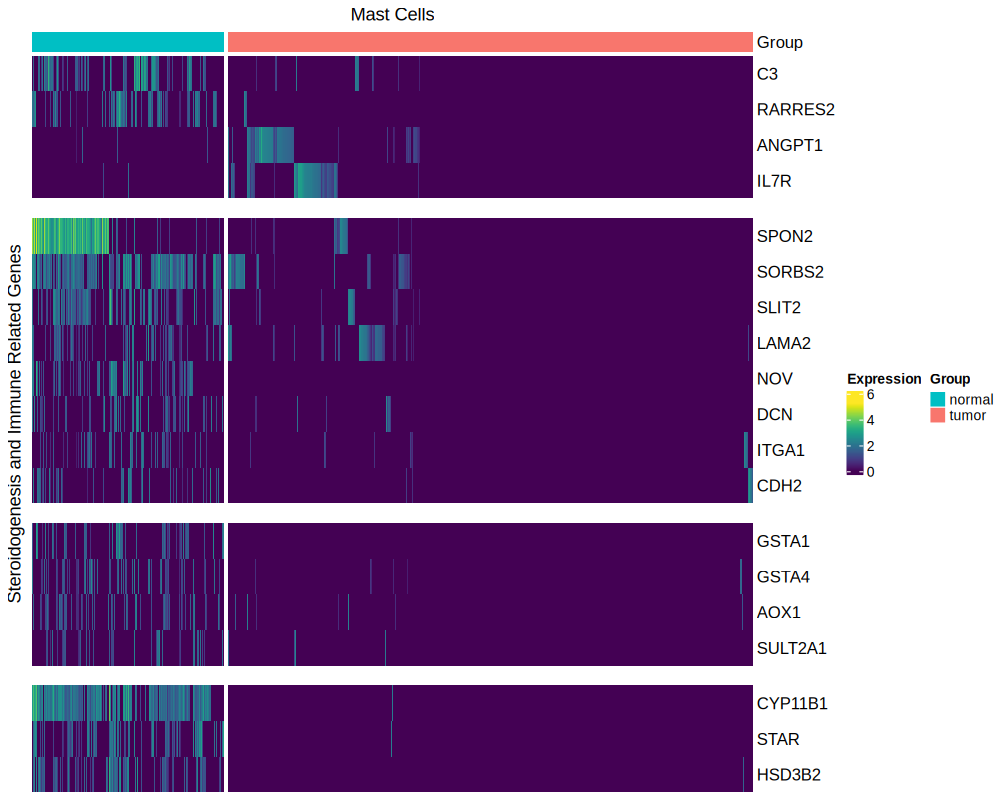 Mast Cells
Group
C3
RARRES2
ANGPT1
IL7R
SPON2
SORBS2
SLIT2
LAMA2
NOV
DCN
ITGA1
CDH2
GSTA1
GSTA4
AOX1
SULT2A1
CYP11B1
STAR
HSD3B2
Steroidogenesis and Immune Related Genes
Expression
6
4
2
0
Group
normal
tumor